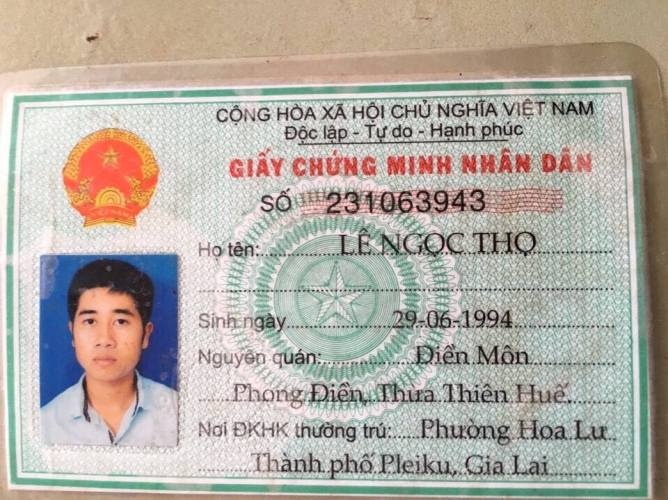 CỘNG HÒA XÃ HỘI CHỦ NGHĨA VIỆT NAM
Độc lập - Tự do - Hạnh phúc
GIẤY CHỨNG MINH NHÂN DÂN
SỐ 231063943
Họ tên: LÊ NGỌC THỌ
Sinh ngày 29-06-1994
Nguyên quán: Điền Môn
Phong Điền, Thừa Thiên Huế.
Nơi ĐKHK thường trú: Phường Hoa Lư
Thành phố Pleiku, Gia Lai